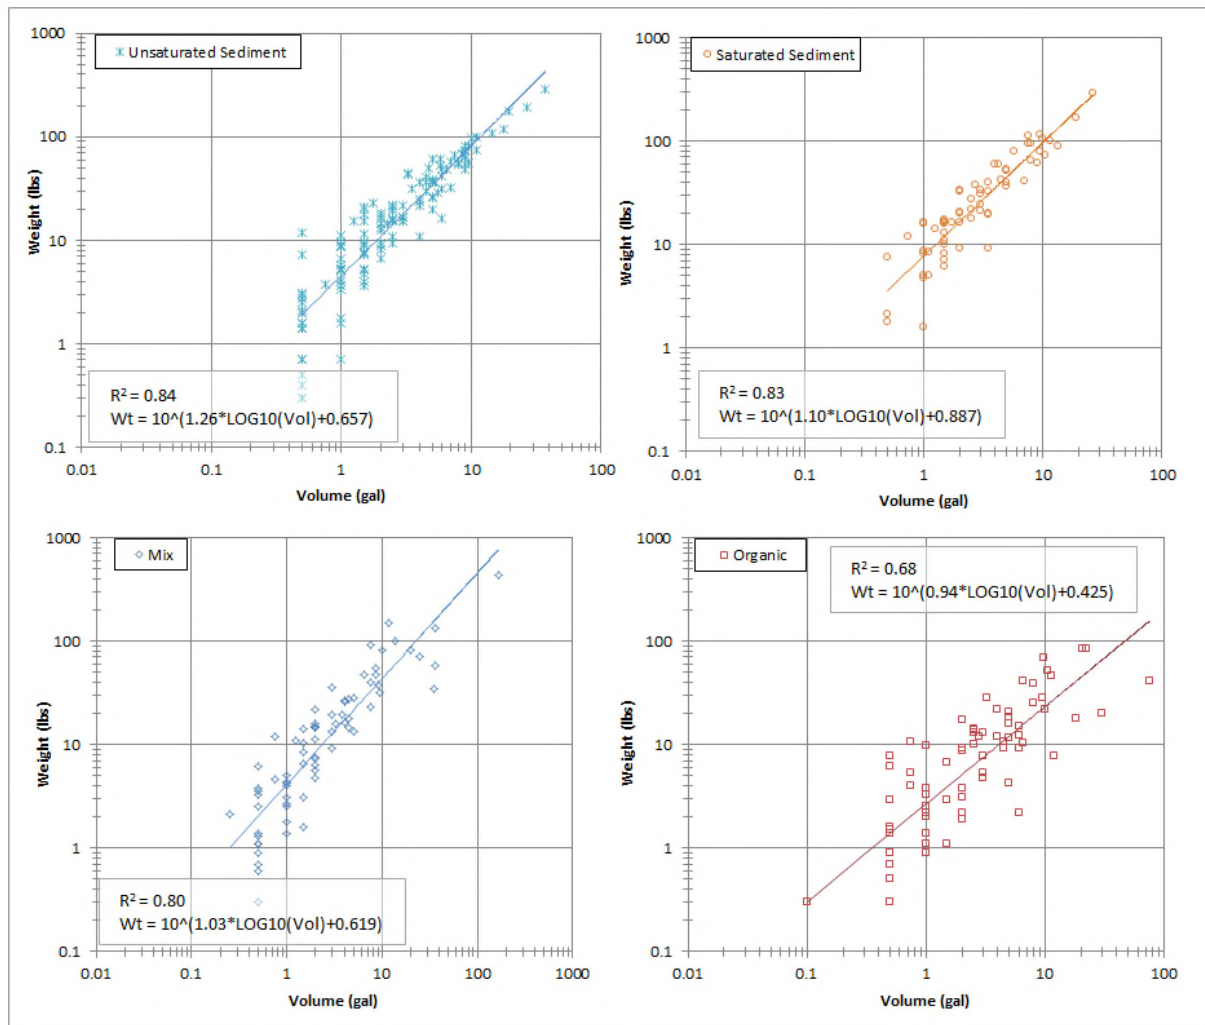 Unsaturated Sediment
1000
100
10
1
0.1
Weight (lbs)
R² = 0.84
Wt = 10^(1.26*LOG10(Vol)+0.657)
0.01 0.1 1 10 100
Volume (gal)
Saturated Sediment
1000
100
10
1
0.1
Weight (lbs)
R² = 0.83
Wt = 10^(1.10*LOG10(Vol)+0.887)
0.01 0.1 1 10 100
Volume (gal)
Mix
1000
100
10
1
0.1
Weight (lbs)
R² = 0.80
Wt = 10^(1.03*LOG10(Vol)+0.619)
0.01 0.1 1 10 100 1000
Volume (gal)
Organic
R² = 0.68
Wt = 10^(0.94*LOG10(Vol)+0.425)
1000
100
10
1
0.1
Weight (lbs)
0.01 0.1 1 10 100
Volume (gal)